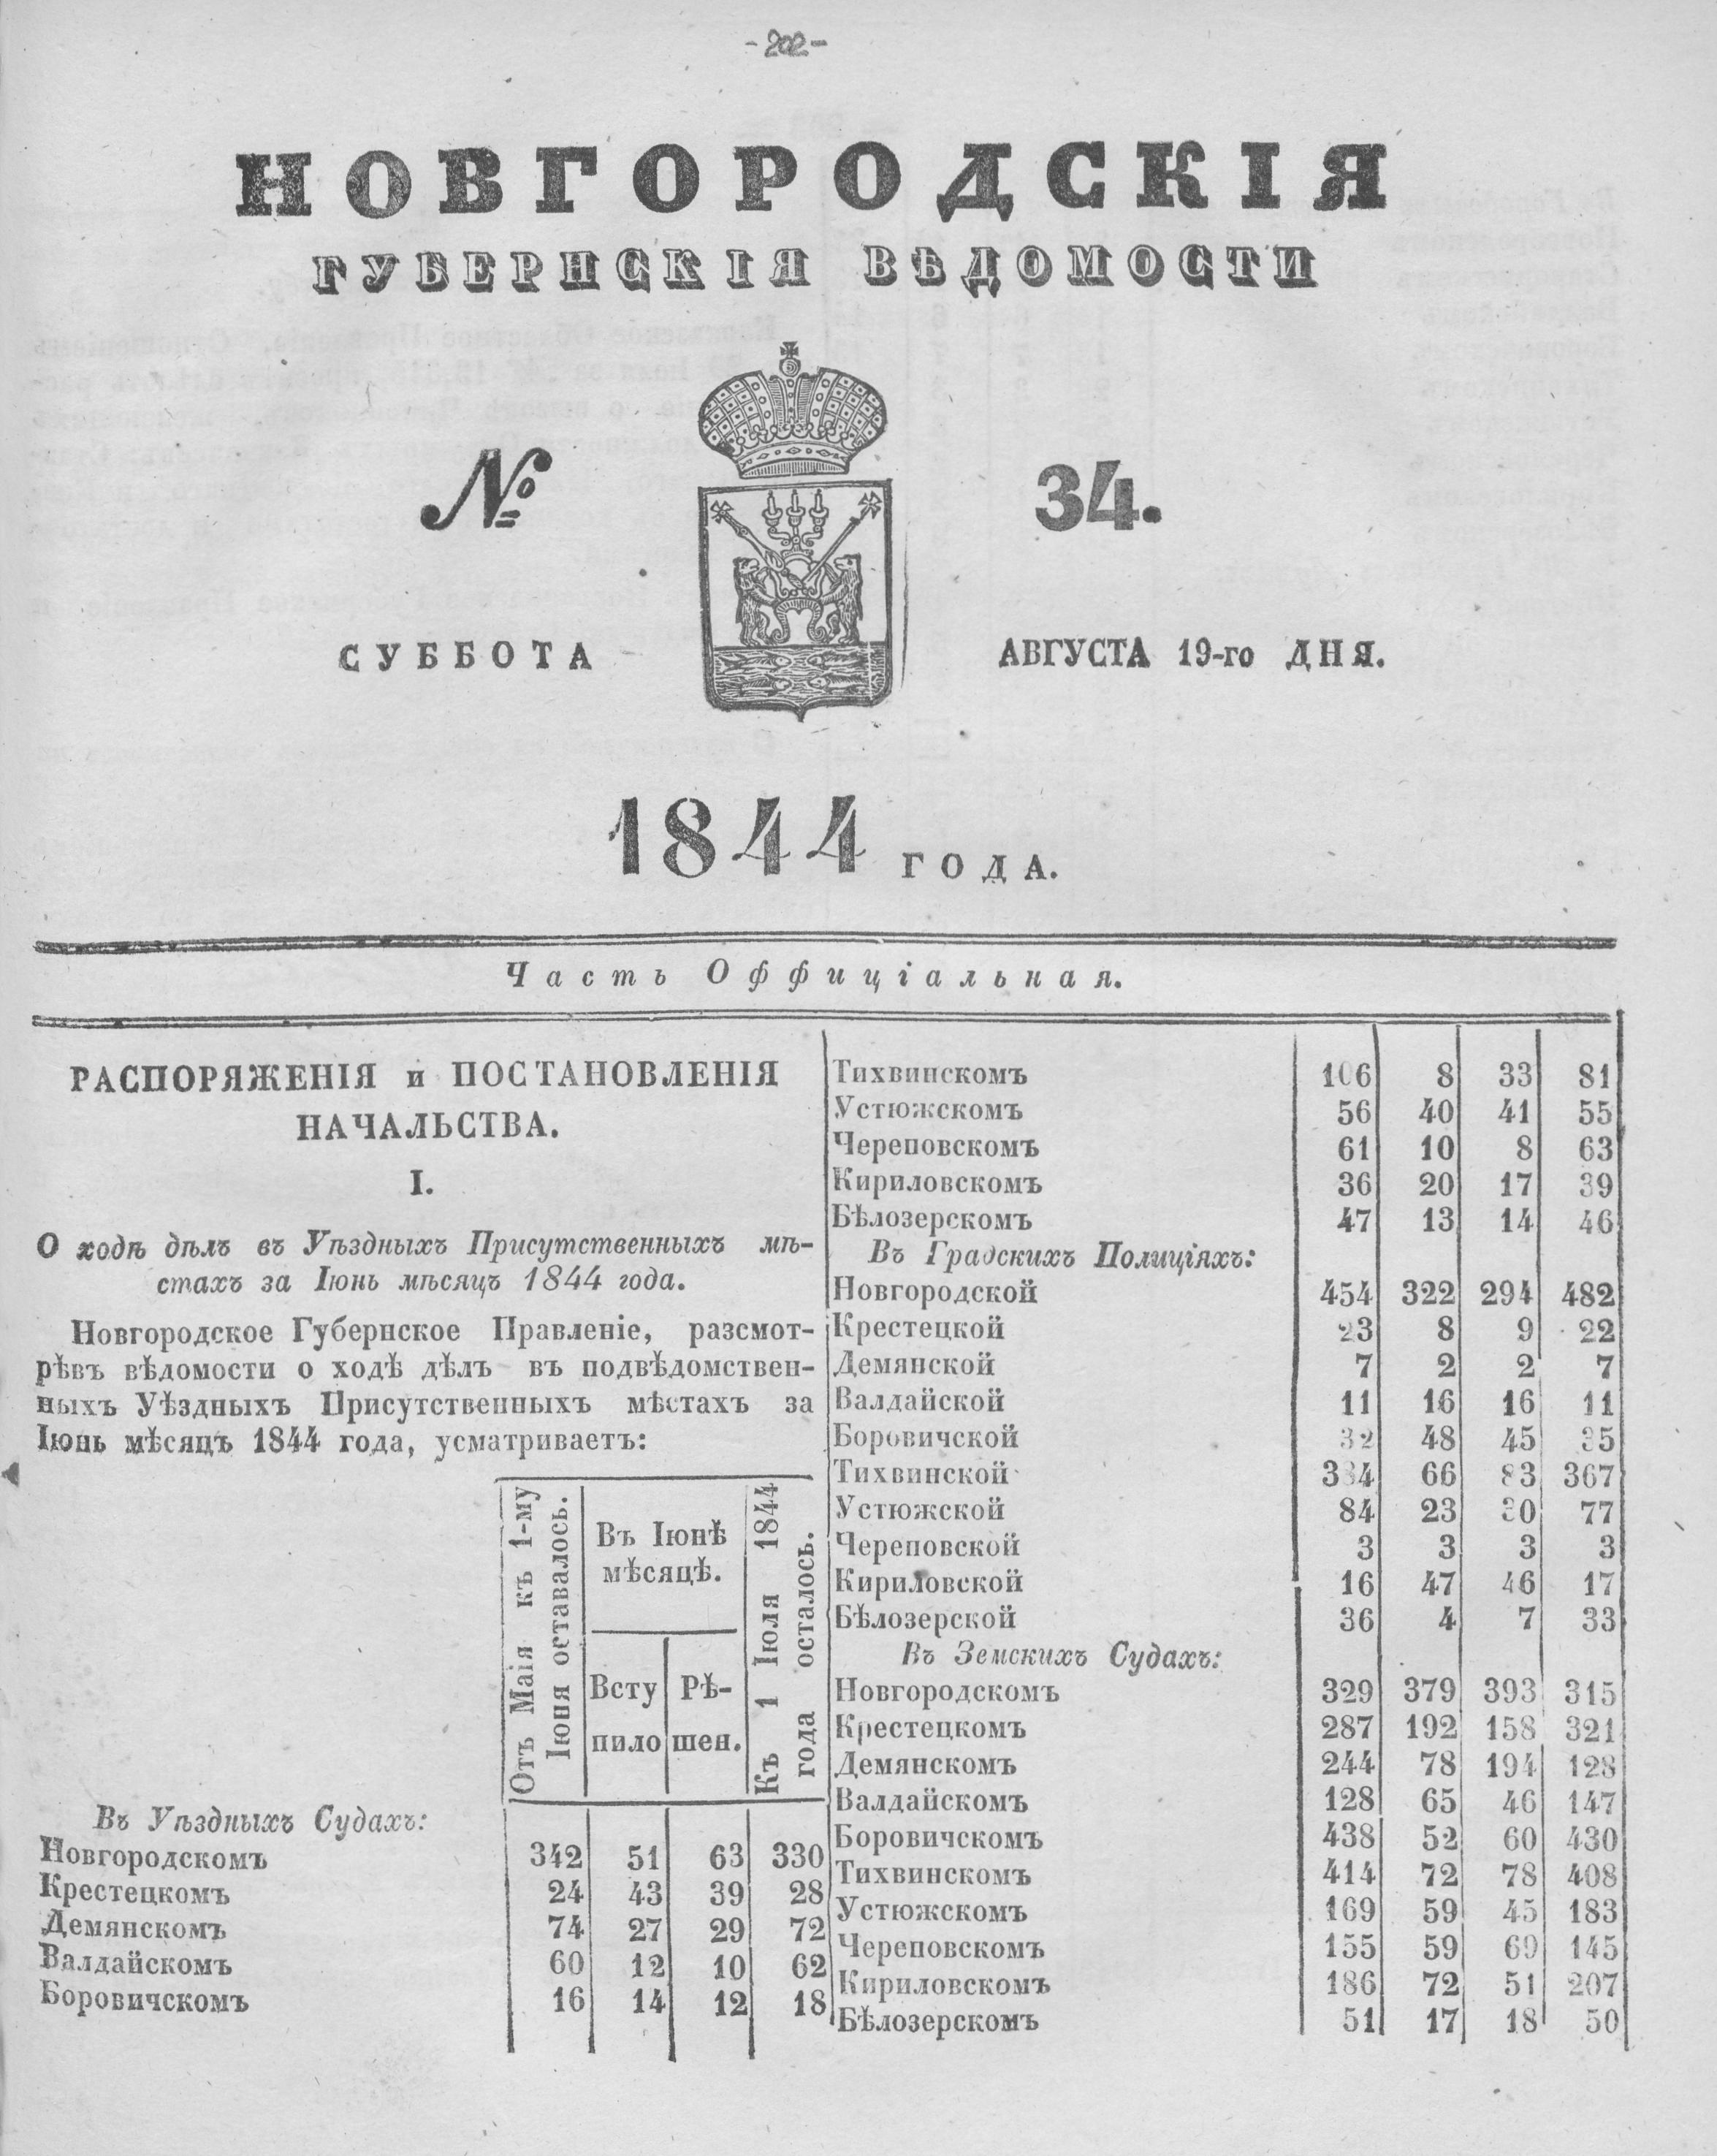 -202-
НОВГОРОДСКІЯ
ГУБЕРНСКІЯ ВѢДОМОСТИ
№ 34.
СУББОТА АВГУСТА 19-го ДНЯ.
1844 ГОДА.
Часть Оффиціальная.
РАСПОРЯЖЕНІЯ и ПОСТАНОВЛЕНІЯ
НАЧАЛЬСТВА.
I.
О ходѣ дѣлъ въ Уѣздныхъ Присутственныхъ мѣ-
стахъ за Іюнь мѣсяцъ 1844 года.
Новгородское Губернское Правленіе, разсмот-
рѣвъ вѣдомости о ходѣ дѣлъ въ подвѣдомствен-
ныхъ Уѣздныхъ Присутственныхъ мѣстахъ за
Іюнь мѣсяцъ 1844 года, усматриваетъ:
Отъ Маія къ 1-му
Іюня оставалось.
Въ Іюнѣ
мѣсяцѣ.
Всту
пило
Рѣ-
шен.
Къ 1 Іюля 1844
года осталось.
Въ Уѣздныхъ Судахъ:
Новгородскомъ 342 51 63 330
Крестецкомъ 24 43 39 28
Демянскомъ 74 27 29 72
Валдайскомъ 60 12 10 62
Боровичскомъ 16 14 12 18
Тихвинскомъ 106 8 33 81
Устюжскомъ 56 40 41 55
Череповскомъ 61 10 8 63
Кириловскомъ 36 20 17 39
Бѣлозерскомъ 47 13 14 46
Въ Градскихъ Полиціяхъ:
Новгородской 454 322 294 482
Крестецкой 23 8 9 22
Демянской 7 2 2 7
Валдайской 11 16 16 11
Боровичской 32 48 45 35
Тихвинской 384 66 83 367
Устюжской 84 23 30 77
Череповской 3 3 3 3
Кириловской 16 47 46 17
Бѣлозерской 36 4 7 33
Въ Земскихъ Судахъ:
Новгородскомъ 329 379 393 315
Крестецкомъ 287 192 158 321
Демянскомъ 244 78 194 128
Валдайскомъ 128 65 46 147
Боровичскомъ 438 52 60 430
Тихвинскомъ 414 72 78 408
Устюжскомъ 169 59 45 183
Череповскомъ 155 59 69 145
Кириловскомъ 186 72 51 207
Бѣлозерскомъ 51 17 18 50